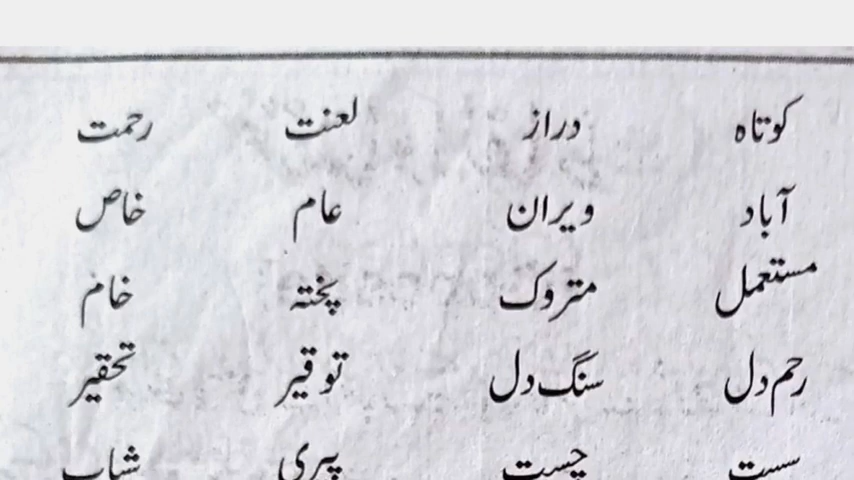 کوتاہ دراز لعنت رحمت
آباد ویران عام خاص
مستعمل متروک پختہ خام
رحم دل سنگ دل توقیر تحقیر
سست چست پیری شباب